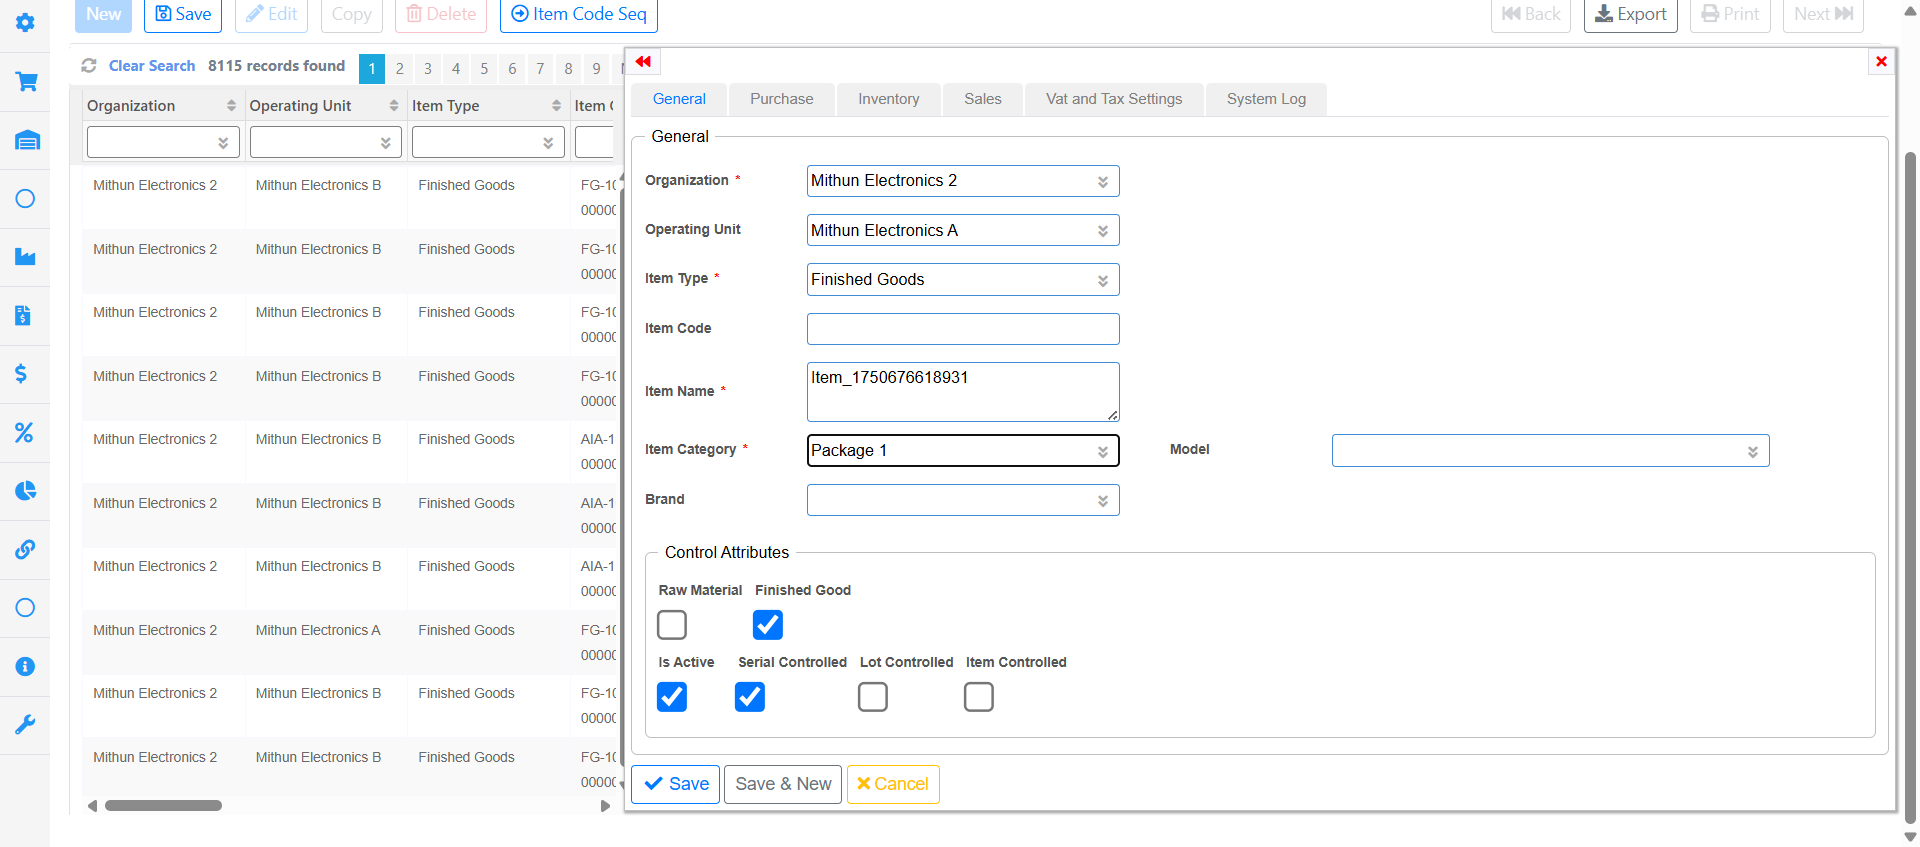 New Save Edit Copy Delete Item Code Seq Back Export Print Next
Clear Search 8115 records found 1 2 3 4 5 6 7 8 9
Organization Operating Unit Item Type Item
Mithun Electronics 2 Mithun Electronics B Finished Goods FG-10
0000
Mithun Electronics 2 Mithun Electronics B Finished Goods FG-10
0000
Mithun Electronics 2 Mithun Electronics B Finished Goods FG-10
0000
Mithun Electronics 2 Mithun Electronics B Finished Goods FG-10
0000
Mithun Electronics 2 Mithun Electronics B Finished Goods AIA-1
0000
Mithun Electronics 2 Mithun Electronics B Finished Goods AIA-1
0000
Mithun Electronics 2 Mithun Electronics B Finished Goods AIA-1
0000
Mithun Electronics 2 Mithun Electronics A Finished Goods FG-10
0000
Mithun Electronics 2 Mithun Electronics B Finished Goods FG-10
0000
Mithun Electronics 2 Mithun Electronics B Finished Goods FG-10
0000
General Purchase Inventory Sales Vat and Tax Settings System Log
General
Organization * Mithun Electronics 2
Operating Unit Mithun Electronics A
Item Type * Finished Goods
Item Code
Item Name * Item_1750676618931
Item Category * Package 1 Model
Brand
Control Attributes
Raw Material Finished Good
Is Active Serial Controlled Lot Controlled Item Controlled
Save Save & New Cancel